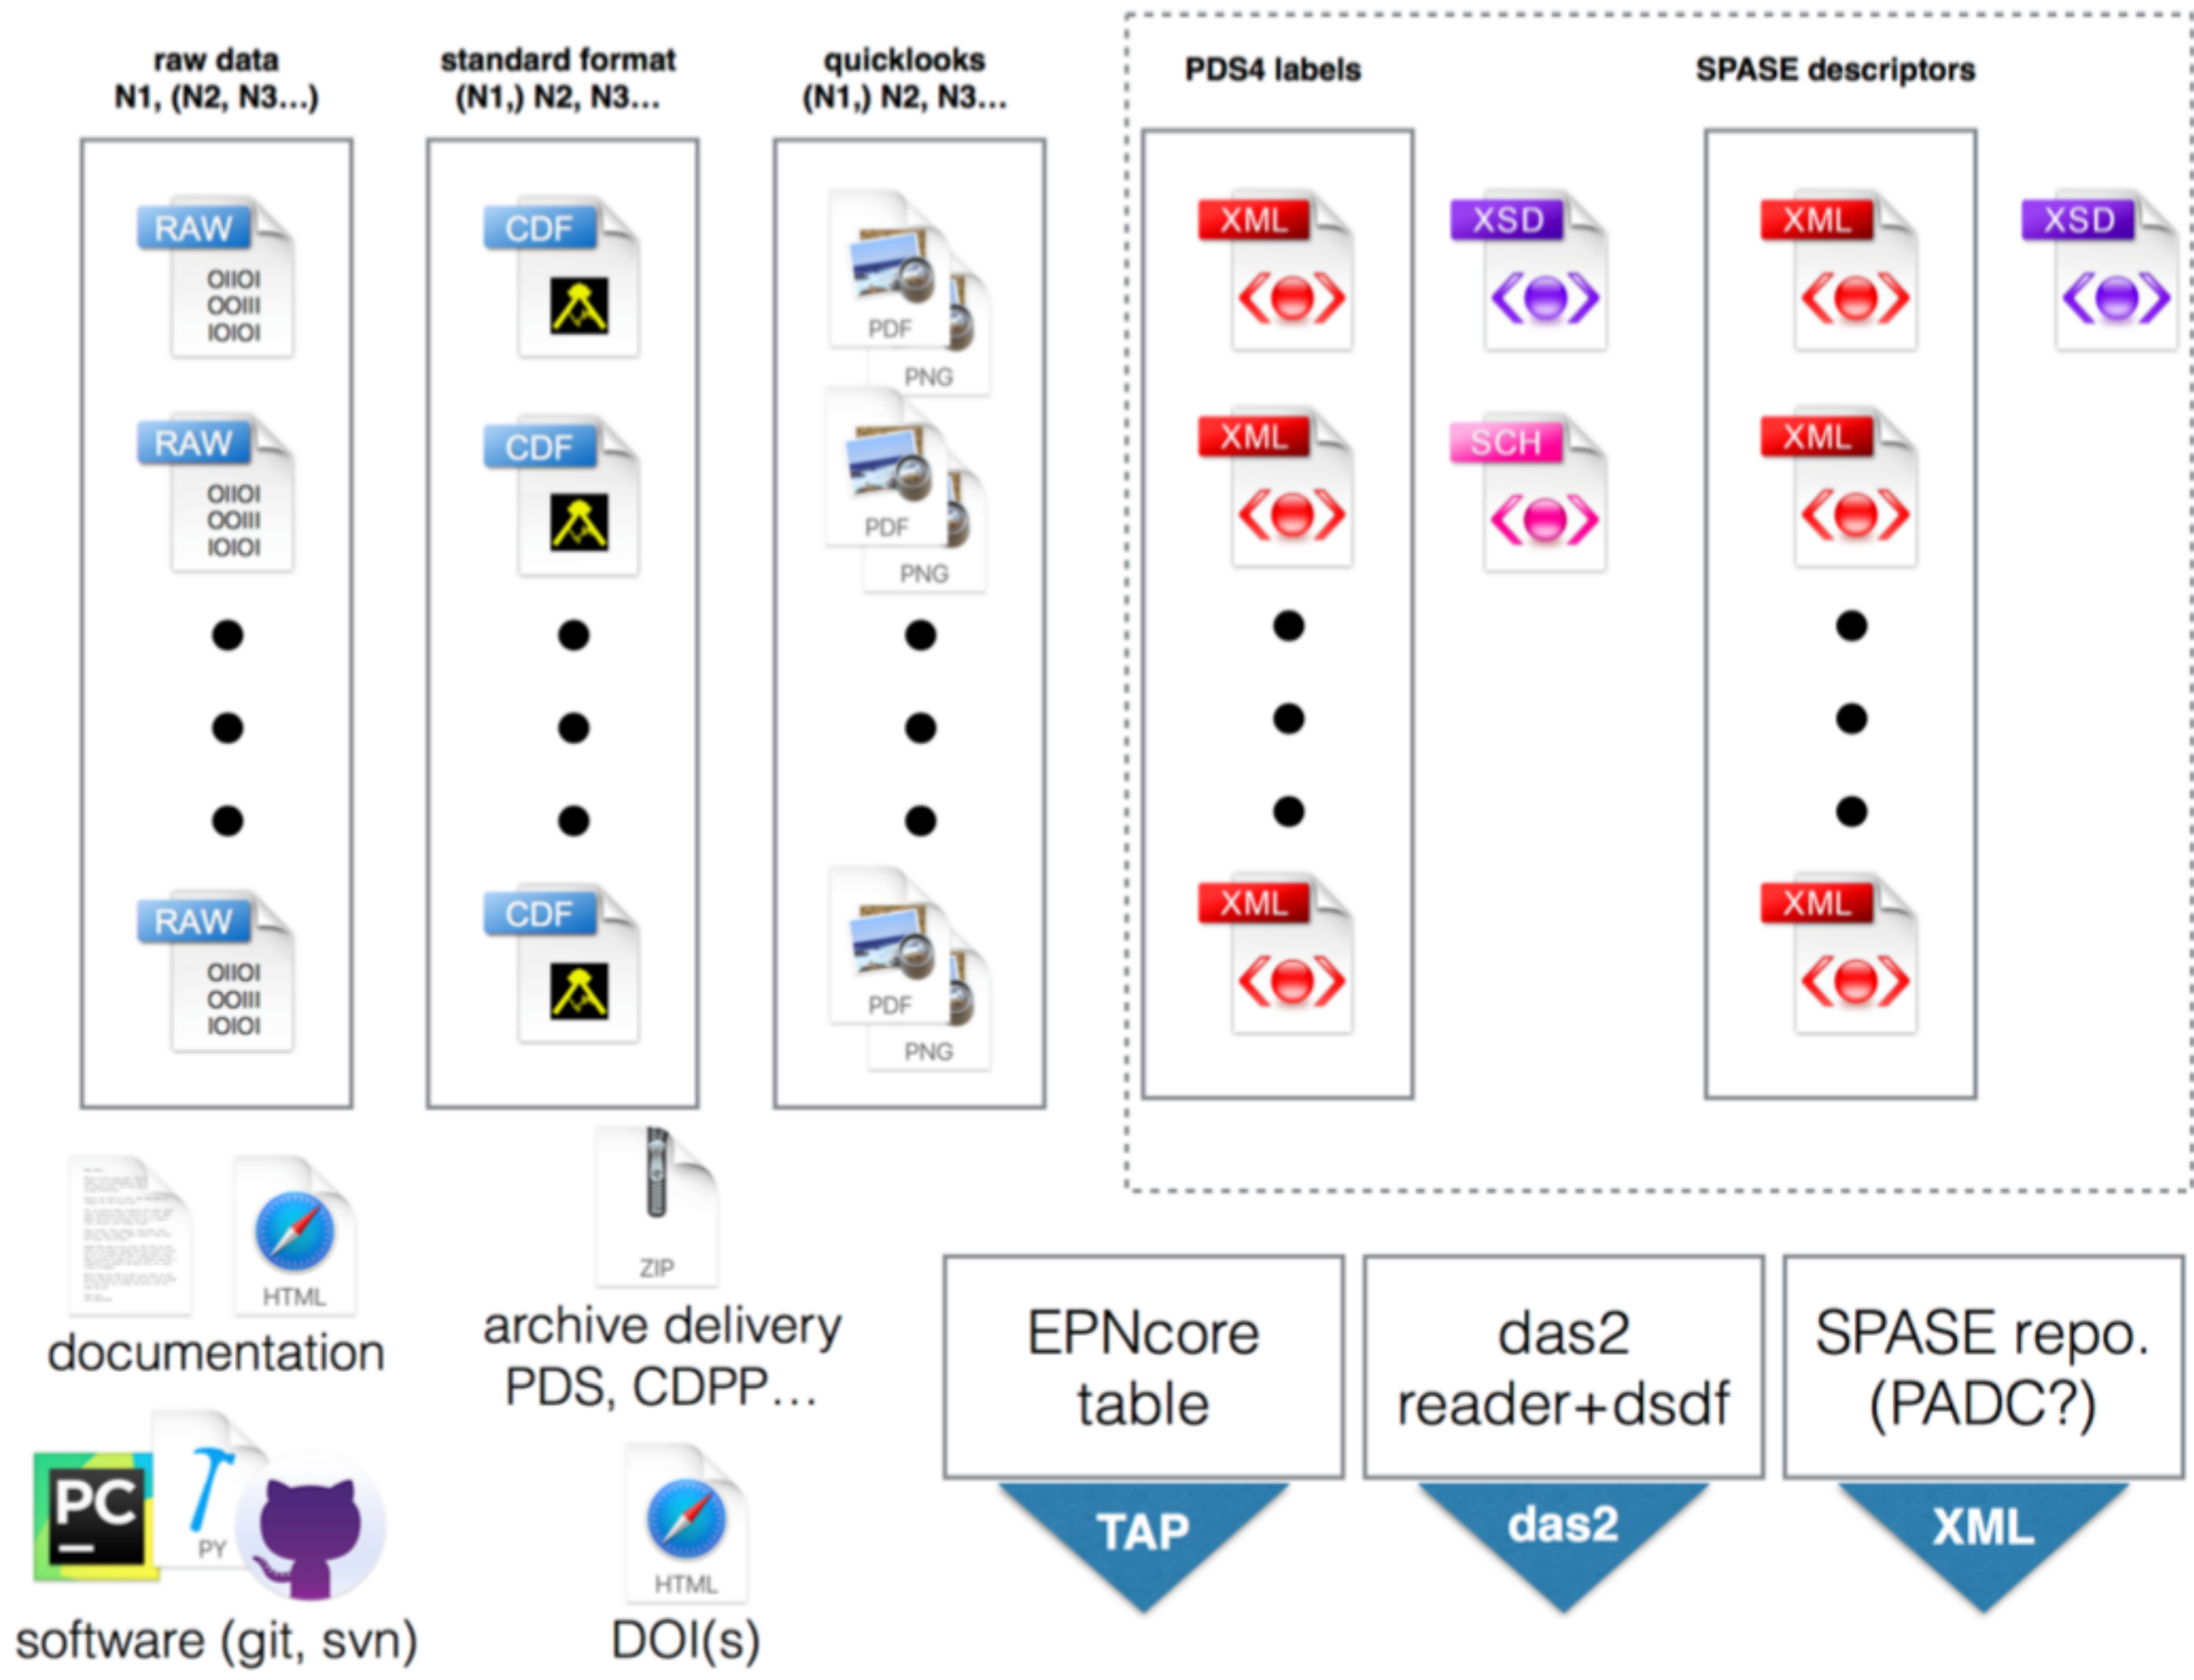 raw data
N1, (N2, N3...)
standard format
(N1,) N2, N3...
quicklooks
(N1,) N2, N3...
PDS4 labels
SPASE descriptors
RAW
OIIOI
OOIII
IOIOI
CDF
PDF
PNG
XML
XSD
XML
XSD
RAW
OIIOI
OOIII
IOIOI
CDF
PDF
PNG
XML
SCH
XML
RAW
OIIOI
OOIII
IOIOI
CDF
PDF
PNG
XML
XML
HTML
documentation
ZIP
archive delivery
PDS, CDPP...
PC
PY
software (git, svn)
HTML
DOI(s)
EPNcore
table
TAP
das2
reader+dsdf
das2
SPASE repo.
(PADC?)
XML